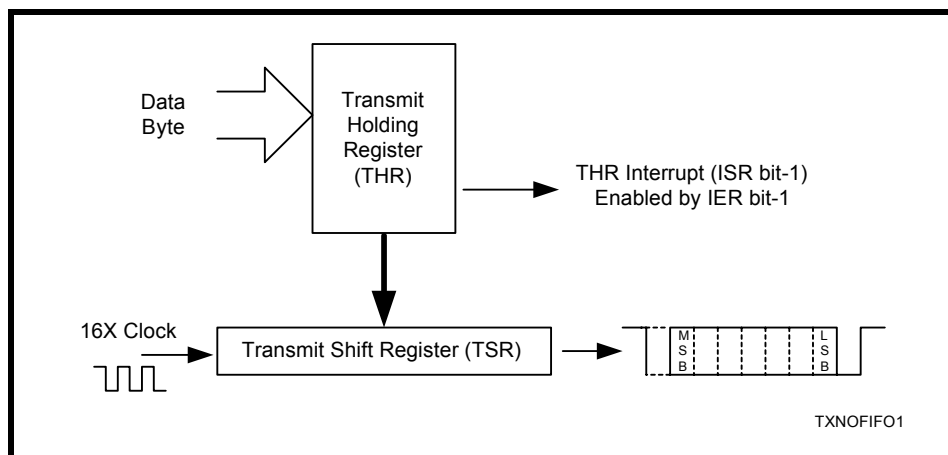 Data
Byte
Transmit
Holding
Register
(THR)
THR Interrupt (ISR bit-1)
Enabled by IER bit-1
16X Clock
Transmit Shift Register (TSR)
M
S
B
L
S
B
TXNOFIFO1